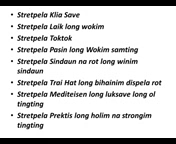 • Stretpela Klia Save
• Stretpela Laik long wokim
• Stretpela Toktok
• Stretpela Pasin long Wokim samting
• Stretpela Sindaun na rot long winim
sindaun
• Stretpela Trai Hat long bihainim dispela rot
• Stretpela Mediteisen long luksave long ol
tingting
• Stretpela Prektis long holim na strongim
tingting